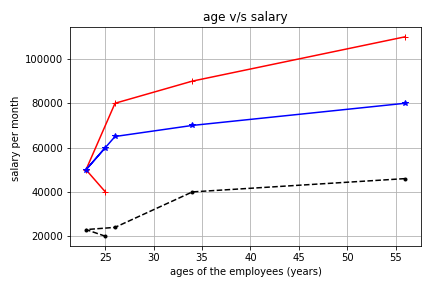 age v/s salary
100000
80000
60000
40000
20000
salary per month
25 30 35 40 45 50 55
ages of the employees (years)